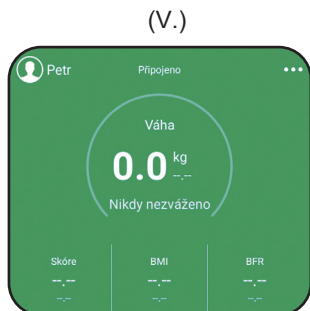 (V.)
Petr Připojeno •••
Váha
0.0 kg
--.--
Nikdy nezváženo
Skóre BMI BFR
--.-- --.-- --.--
--.-- --.-- --.--